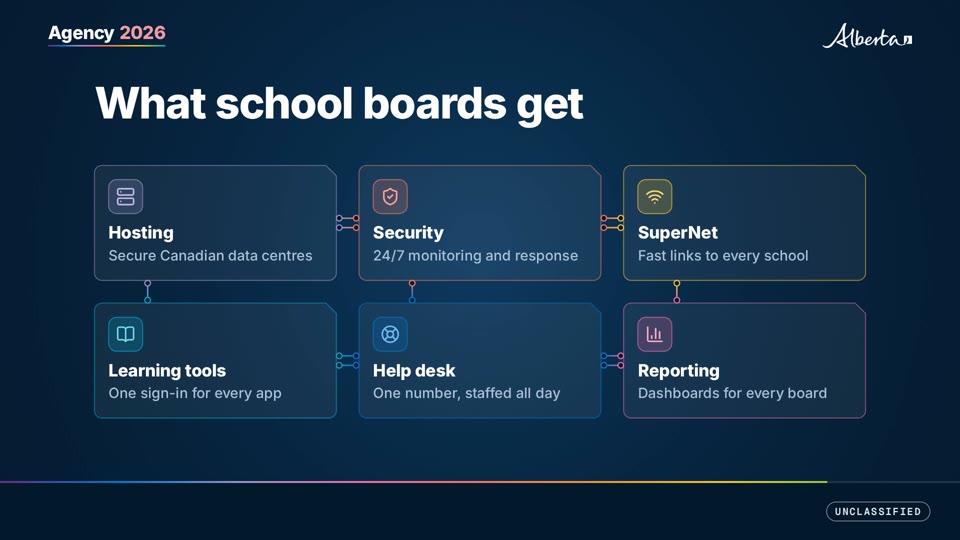 Agency 2026
Alberta
What school boards get
Hosting
Secure Canadian data centres
Security
24/7 monitoring and response
SuperNet
Fast links to every school
Learning tools
One sign-in for every app
Help desk
One number, staffed all day
Reporting
Dashboards for every board
UNCLASSIFIED